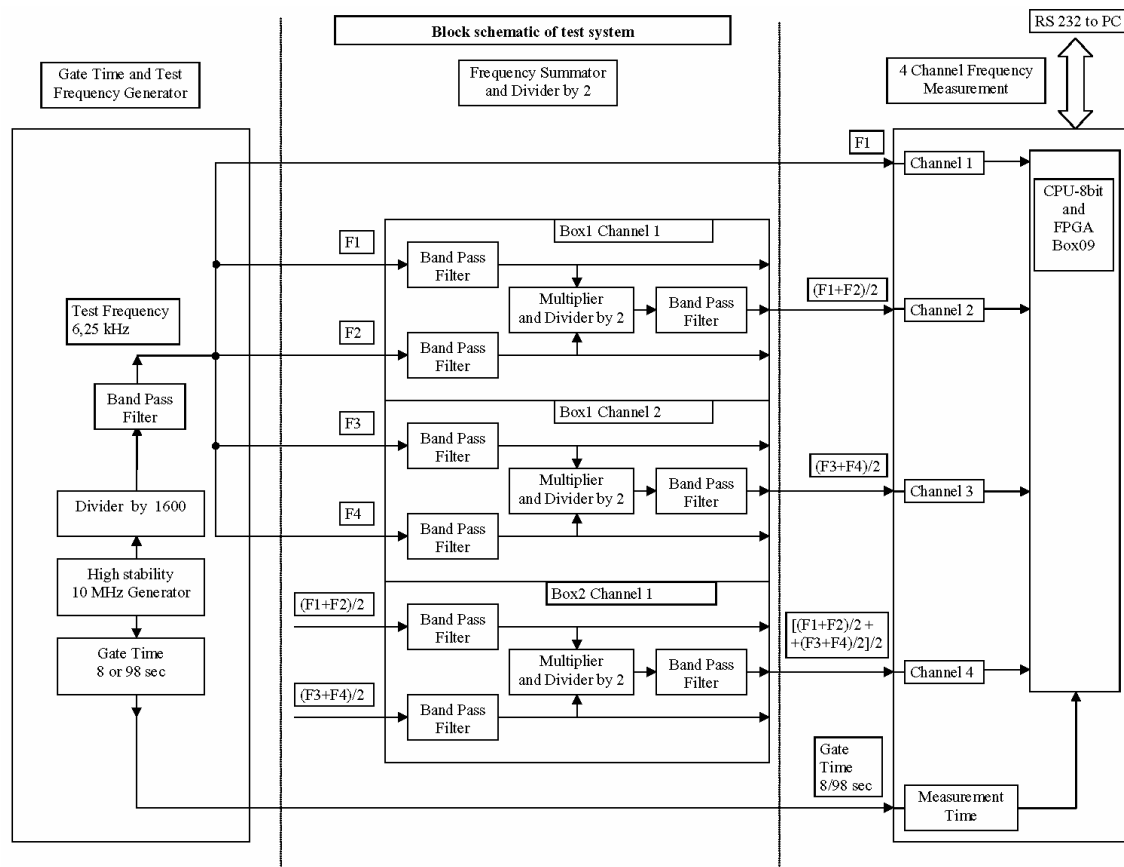 Block schematic of test system
RS 232 to PC
Gate Time and Test
Frequency Generator
Frequency Summator
and Divider by 2
4 Channel Frequency
Measurement
F1
Channel 1
CPU-8bit
and
FPGA
Box09
Box1 Channel 1
F1
Band Pass
Filter
Multiplier
and Divider by 2
Band Pass
Filter
(F1+F2)/2
Channel 2
Test Frequency
6,25 kHz
F2
Band Pass
Filter
Band Pass
Filter
Box1 Channel 2
F3
Band Pass
Filter
Multiplier
and Divider by 2
Band Pass
Filter
(F3+F4)/2
Channel 3
Divider by 1600
F4
Band Pass
Filter
High stability
10 MHz Generator
Box2 Channel 1
(F1+F2)/2
Band Pass
Filter
[(F1+F2)/2 +
+(F3+F4)/2]/2
Gate Time
8 or 98 sec
Multiplier
and Divider by 2
Band Pass
Filter
Channel 4
(F3+F4)/2
Band Pass
Filter
Gate
Time
8/98 sec
Measurement
Time